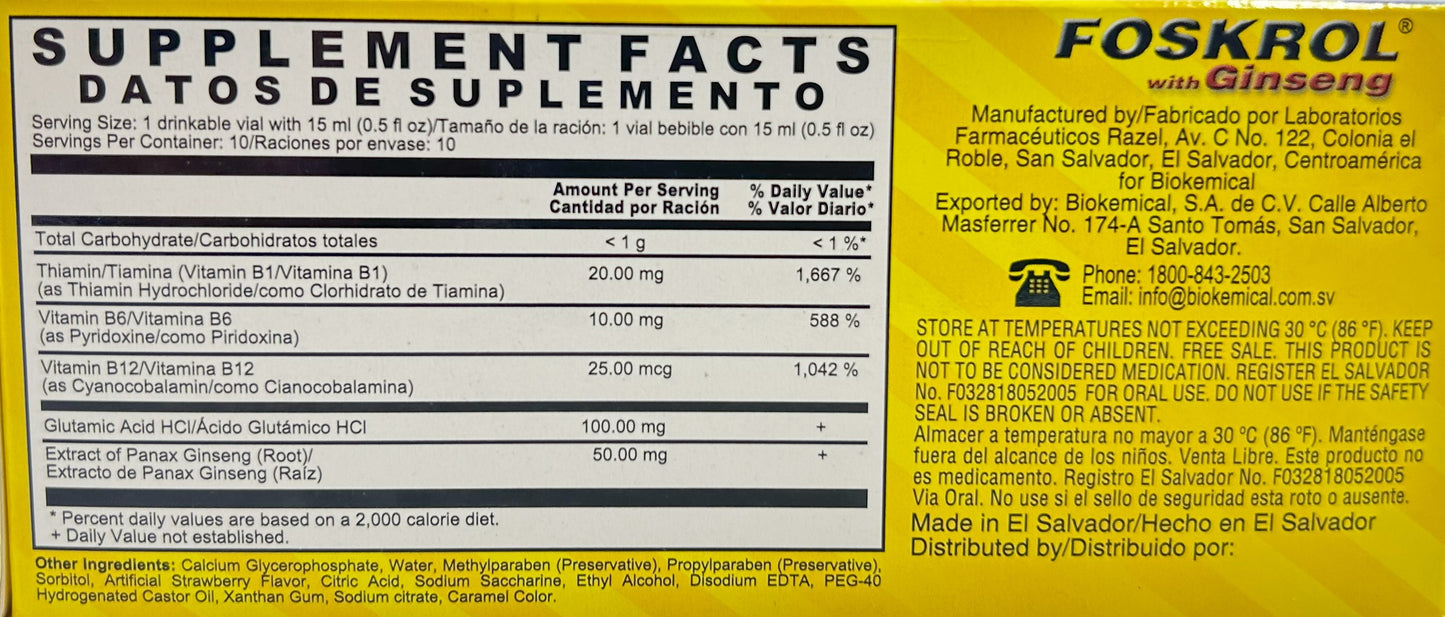 SUPPLEMENT FACTS
DATOS DE SUPLEMENTO
Serving Size: 1 drinkable vial with 15 ml (0.5 fl oz)/Tamaño de la ración: 1 vial bebible con 15 ml (0.5 fl oz)
Servings Per Container: 10/Raciones por envase: 10
Amount Per Serving % Daily Value*
Cantidad por Ración % Valor Diario*
Total Carbohydrate/Carbohidratos totales < 1 g < 1 %*
Thiamin/Tiamina (Vitamin B1/Vitamina B1) 20.00 mg 1,667 %
(as Thiamin Hydrochloride/como Clorhidrato de Tiamina)
Vitamin B6/Vitamina B6 10.00 mg 588 %
(as Pyridoxine/como Piridoxina)
Vitamin B12/Vitamina B12 25.00 mcg 1,042 %
(as Cyanocobalamin/como Cianocobalamina)
Glutamic Acid HCl/Ácido Glutámico HCl 100.00 mg +
Extract of Panax Ginseng (Root)/ 50.00 mg +
Extracto de Panax Ginseng (Raíz)
* Percent daily values are based on a 2,000 calorie diet.
+ Daily Value not established.
Other Ingredients: Calcium Glycerophosphate, Water, Methylparaben (Preservative), Propylparaben (Preservative),
Sorbitol, Artificial Strawberry Flavor, Citric Acid, Sodium Saccharine, Ethyl Alcohol, Disodium EDTA, PEG-40
Hydrogenated Castor Oil, Xanthan Gum, Sodium citrate, Caramel Color.
FOSKROL®
with Ginseng
Manufactured by/Fabricado por Laboratorios
Farmacéuticos Razel, Av. C No. 122, Colonia el
Roble, San Salvador, El Salvador, Centroamérica
for Biokemical
Exported by: Biokemical, S.A. de C.V. Calle Alberto
Masferrer No. 174-A Santo Tomás, San Salvador,
El Salvador.
Phone: 1800-843-2503
Email: info@biokemical.com.sv
STORE AT TEMPERATURES NOT EXCEEDING 30 °C (86 °F). KEEP
OUT OF REACH OF CHILDREN. FREE SALE. THIS PRODUCT IS
NOT TO BE CONSIDERED MEDICATION. REGISTER EL SALVADOR
No. F032818052005 FOR ORAL USE. DO NOT USE IF THE SAFETY
SEAL IS BROKEN OR ABSENT.
Almacer a temperatura no mayor a 30 °C (86 °F). Manténgase
fuera del alcance de los niños. Venta Libre. Este producto no
es medicamento. Registro El Salvador No. F032818052005
Via Oral. No use si el sello de seguridad esta roto o ausente.
Made in El Salvador/Hecho en El Salvador
Distributed by/Distribuido por: